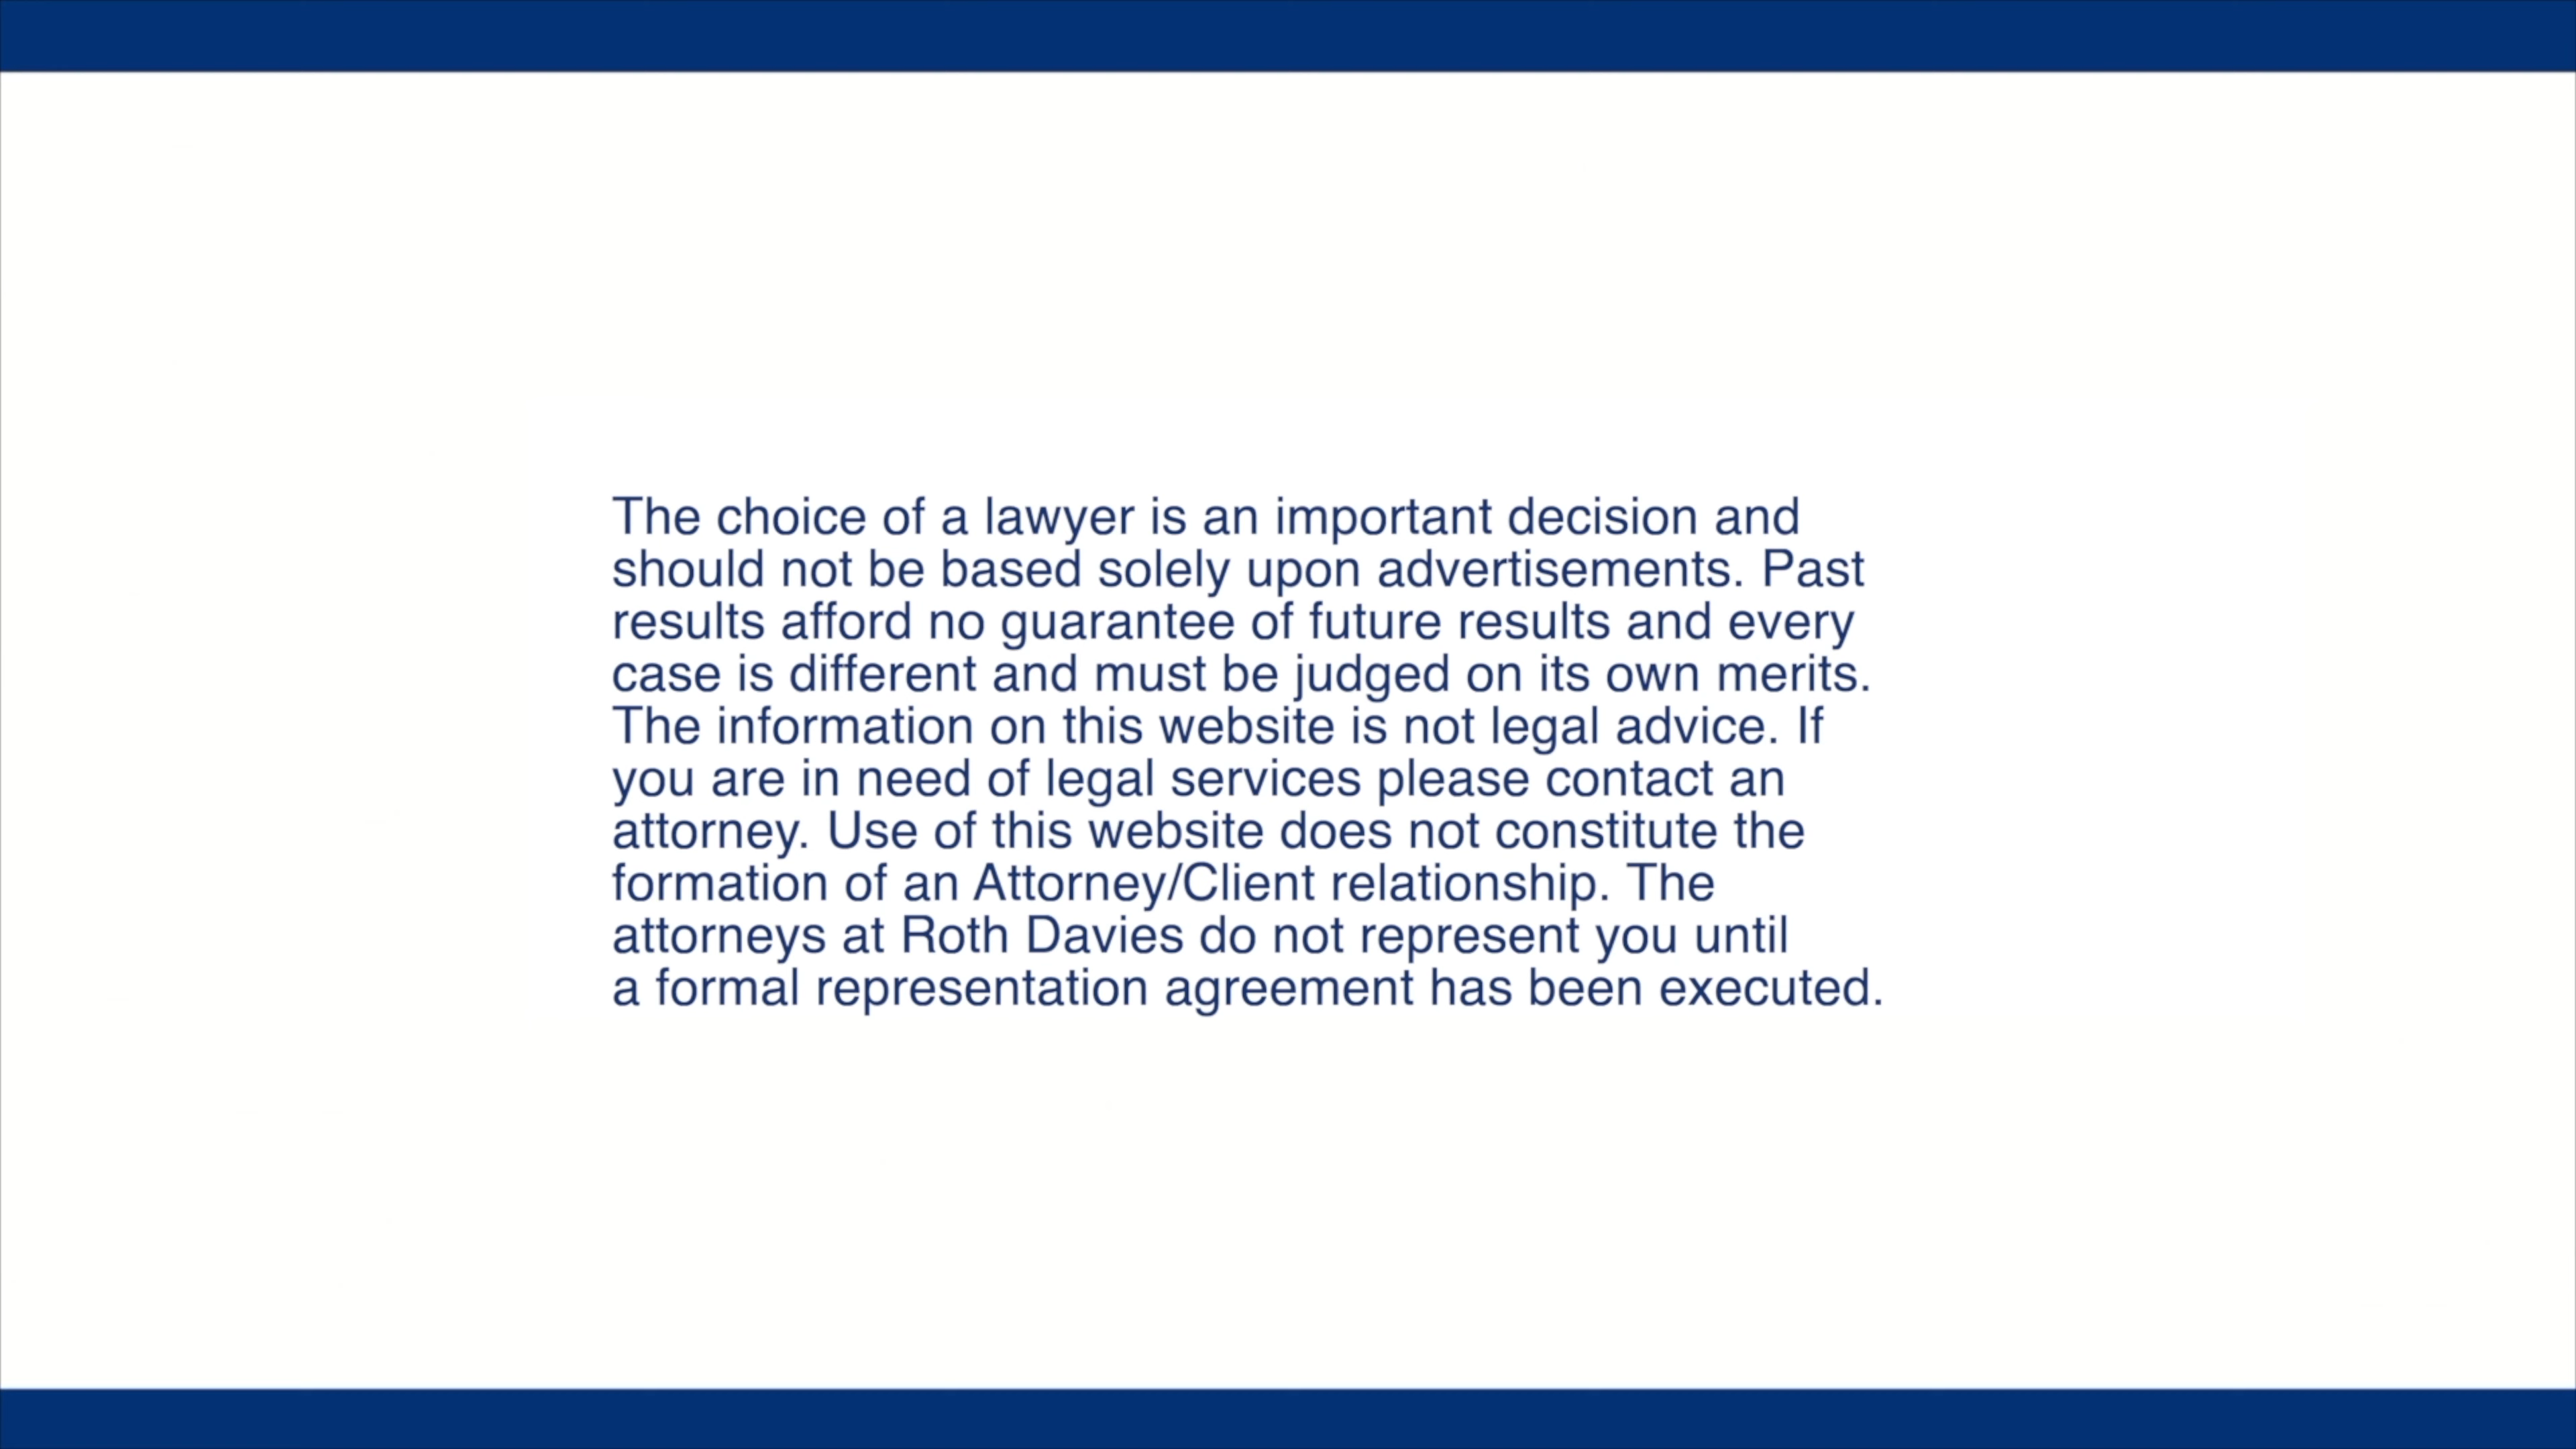 The choice of a lawyer is an important decision and
should not be based solely upon advertisements. Past
results afford no guarantee of future results and every
case is different and must be judged on its own merits.
The information on this website is not legal advice. If
you are in need of legal services please contact an
attorney. Use of this website does not constitute the
formation of an Attorney/Client relationship. The
attorneys at Roth Davies do not represent you until
a formal representation agreement has been executed.